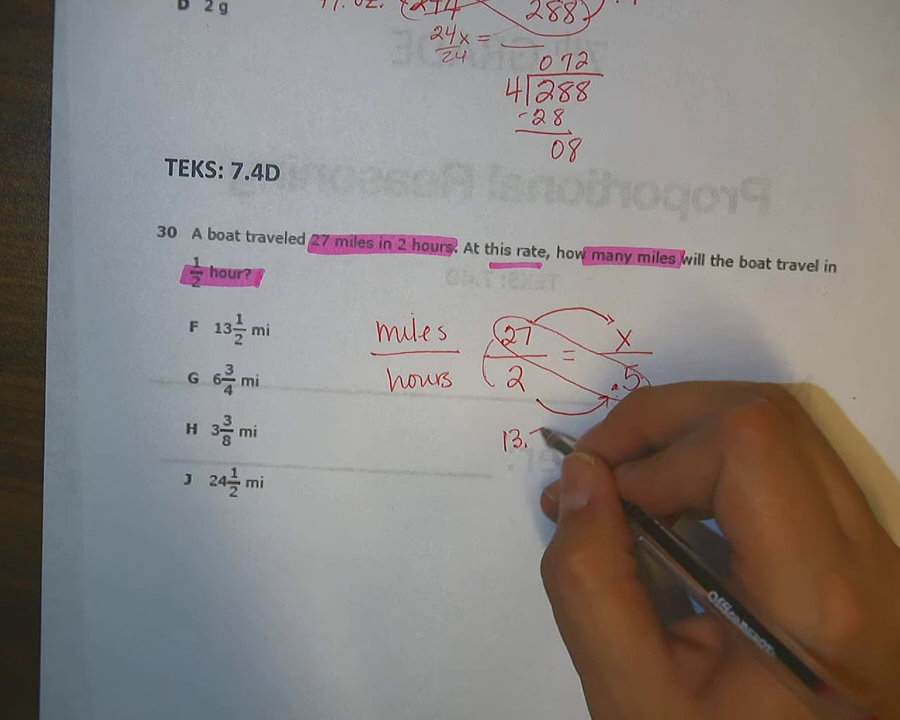 D 2 g
288
24x =
24
072
4 288
-28
08
TEKS: 7.4D
30 A boat traveled 27 miles in 2 hours. At this rate, how many miles will the boat travel in
1/2 hour?
F 13 1/2 mi
G 6 3/4 mi
H 3 3/8 mi
J 24 1/2 mi
miles 27 = x
hours 2 .5
13.